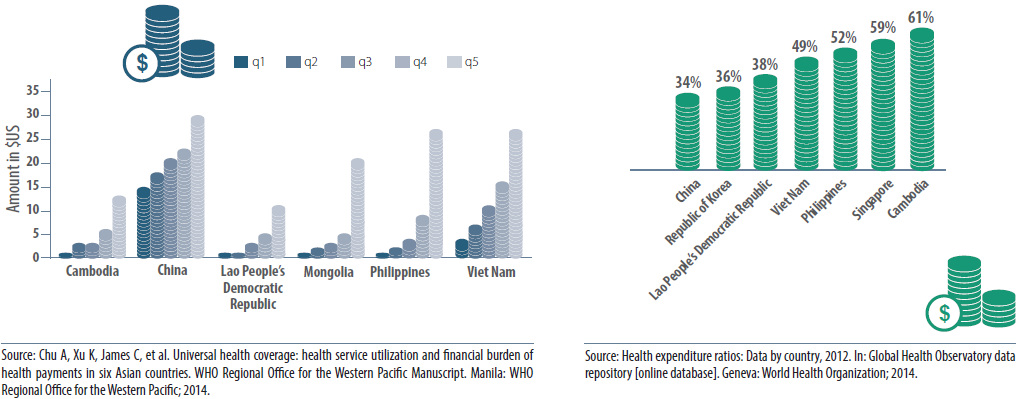 $
q1 q2 q3 q4 q5
Amount in $US
35
30
25
20
15
10
5
0
Cambodia
China
Lao People's
Democratic
Republic
Mongolia
Philippines
Viet Nam
Source: Chu A, Xu K, James C, et al. Universal health coverage: health service utilization and financial burden of
health payments in six Asian countries. WHO Regional Office for the Western Pacific Manuscript. Manila: WHO
Regional Office for the Western Pacific; 2014.
34%
36%
38%
49%
52%
59%
61%
China
Republic of Korea
Lao People's Democratic Republic
Viet Nam
Philippines
Singapore
Cambodia
$
Source: Health expenditure ratios: Data by country, 2012. In: Global Health Observatory data
repository [online database]. Geneva: World Health Organization; 2014.